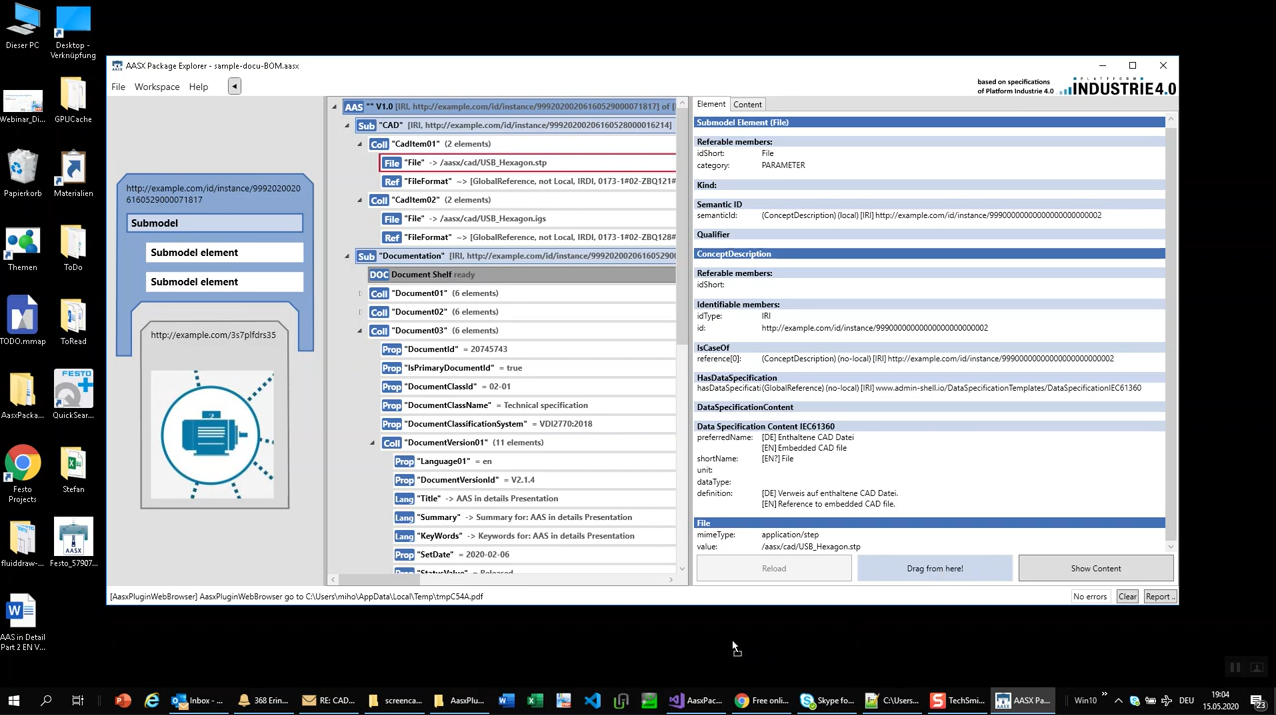 Dieser PC
Desktop -
Verknüpfung
Webinar_Di...
GPUCache
Papierkorb
Materialien
Themen
ToDo
TODO.mmap
ToRead
AasxPacka...
QuickSear...
Festo
Projects
Stefan
fluiddraw-...
Festo_57907...
AAS in Detail
Part 2 EN V...
AASX Package Explorer - sample-docu-BOM.aasx
File Workspace Help
based on specifications
of Platform Industrie 4.0
PLATTFORM
INDUSTRIE4.0
http://example.com/id/instance/9992020020
6160529000071817
Submodel
Submodel element
Submodel element
http://example.com/3s7plfdrs35
AAS "" V1.0 [IRI, http://example.com/id/instance/99920200206160529000071817] of [
Sub "CAD" [IRI, http://example.com/id/instance/99920200206160528000016214]
Coll "CadItem01" (2 elements)
File "File" -> /aasx/cad/USB_Hexagon.stp
Ref "FileFormat" ~> [GlobalReference, not Local, IRDI, 0173-1#02-ZBQ121#
Coll "CadItem02" (2 elements)
File "File" -> /aasx/cad/USB_Hexagon.igs
Ref "FileFormat" ~> [GlobalReference, not Local, IRDI, 0173-1#02-ZBQ128#
Sub "Documentation" [IRI, http://example.com/id/instance/9992020020616052900
DOC Document Shelf ready
Coll "Document01" (6 elements)
Coll "Document02" (6 elements)
Coll "Document03" (6 elements)
Prop "DocumentId" = 20745743
Prop "IsPrimaryDocumentId" = true
Prop "DocumentClassId" = 02-01
Prop "DocumentClassName" = Technical specification
Prop "DocumentClassificationSystem" = VDI2770:2018
Coll "DocumentVersion01" (11 elements)
Prop "Language01" = en
Prop "DocumentVersionId" = V2.1.4
Lang "Title" -> AAS in details Presentation
Lang "Summary" -> Summary for: AAS in details Presentation
Lang "KeyWords" -> Keywords for: AAS in details Presentation
Prop "SetDate" = 2020-02-06
Prop "StatusValue" = Released
Element Content
Submodel Element (File)
Referable members:
idShort: File
category: PARAMETER
Kind:
Semantic ID
semanticId: (ConceptDescription) (local) [IRI] http://example.com/id/instance/9990000000000000000000002
Qualifier
ConceptDescription
Referable members:
idShort:
Identifiable members:
idType: IRI
id: http://example.com/id/instance/9990000000000000000000002
IsCaseOf
reference[0]: (ConceptDescription) (no-local) [IRI] http://example.com/id/instance/9990000000000000000000002
HasDataSpecification
hasDataSpecificati (GlobalReference) (no-local) [IRI] www.admin-shell.io/DataSpecificationTemplates/DataSpecificationIEC61360
DataSpecificationContent
Data Specification Content IEC61360
preferredName: [DE] Enthaltene CAD Datei
[EN] Embedded CAD file
shortName: [EN?] File
unit:
dataType:
definition: [DE] Verweis auf enthaltene CAD Datei.
[EN] Reference to embedded CAD file.
File
mimeType: application/step
value: /aasx/cad/USB_Hexagon.stp
Reload Drag from here! Show Content
[AasxPluginWebBrowser] AasxPluginWebBrowser go to C:\Users\miho\AppData\Local\Temp\tmpC54A.pdf
No errors Clear Report ..
Inbox - ... 368 Erin... RE: CAD... screenca... AasxPlu... AasxPac... Free onli... Skype fo... C:\Users... TechSmi... AASX Pa... Win10 DEU
19:04
15.05.2020
23